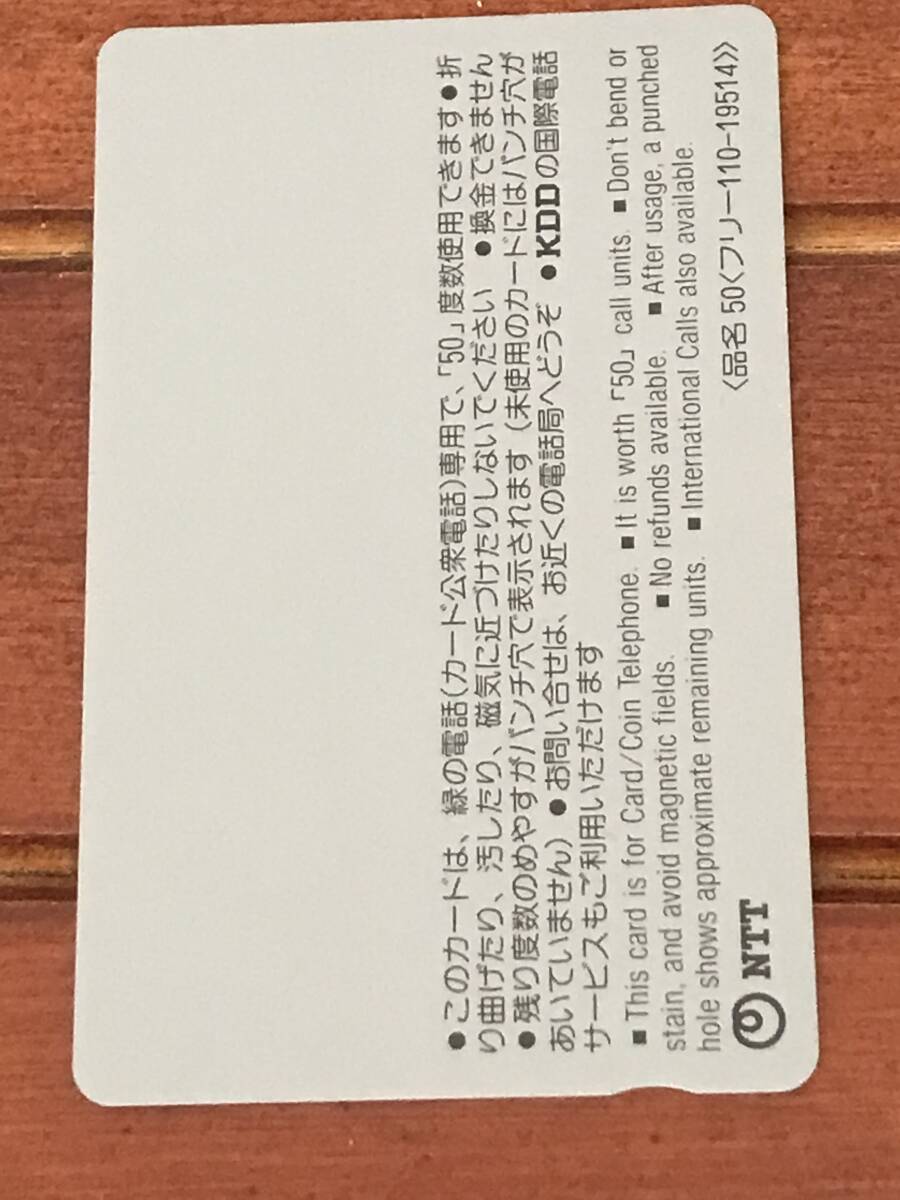 ●このカードは、緑の電話(カード公衆電話)専用で、「50」度数使用できます●折
り曲げたり、汚したり、磁気に近づけたりしないでください ●換金できません
●残り度数のめやすがパンチ穴で表示されます(未使用のカードにはパンチ穴が
あいていません)●お問い合せは、お近くの電話局へどうぞ ●KDDの国際電話
サービスもご利用いただけます
■This card is for Card/Coin Telephone. ■It is worth「50」call units. ■Don't bend or
stain, and avoid magnetic fields. ■No refunds available. ■After usage, a punched
hole shows approximate remaining units. ■International Calls also available.
NTT 〈品名 50〈フリー110-19514〉〉